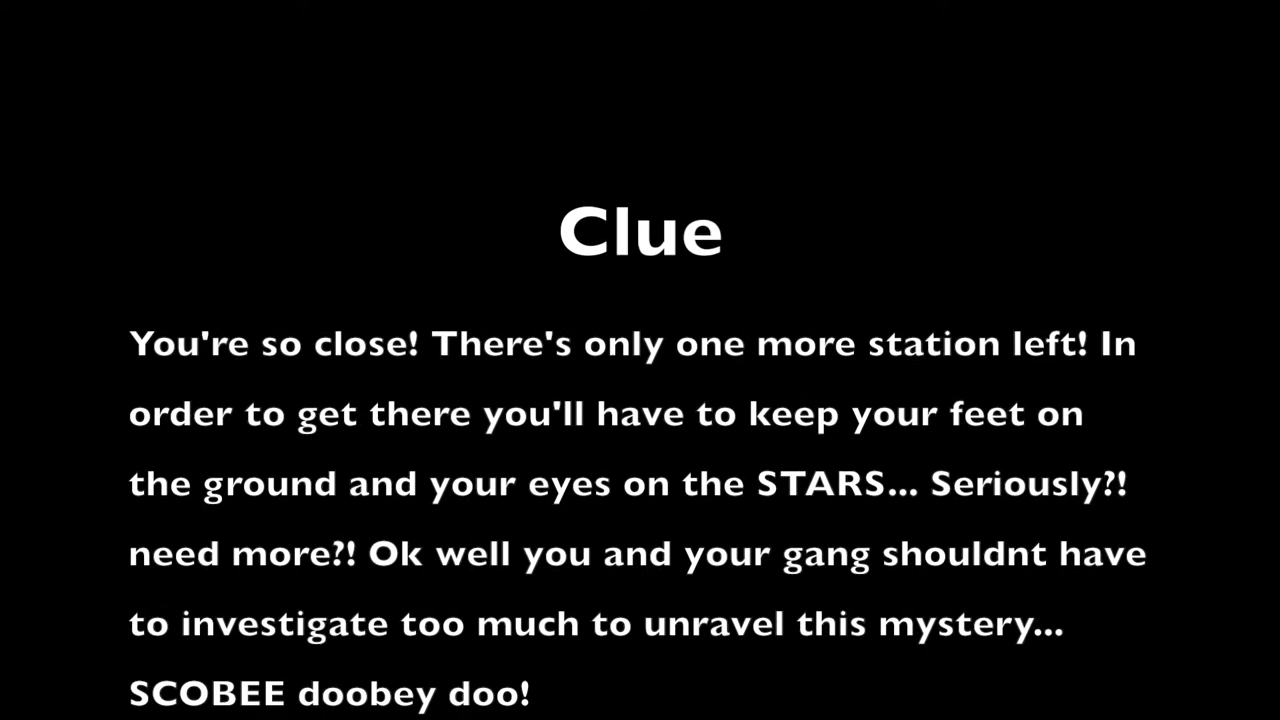 Clue
You're so close! There's only one more station left! In
order to get there you'll have to keep your feet on
the ground and your eyes on the STARS... Seriously?!
need more?! Ok well you and your gang shouldnt have
to investigate too much to unravel this mystery...
SCOBEE doobey doo!